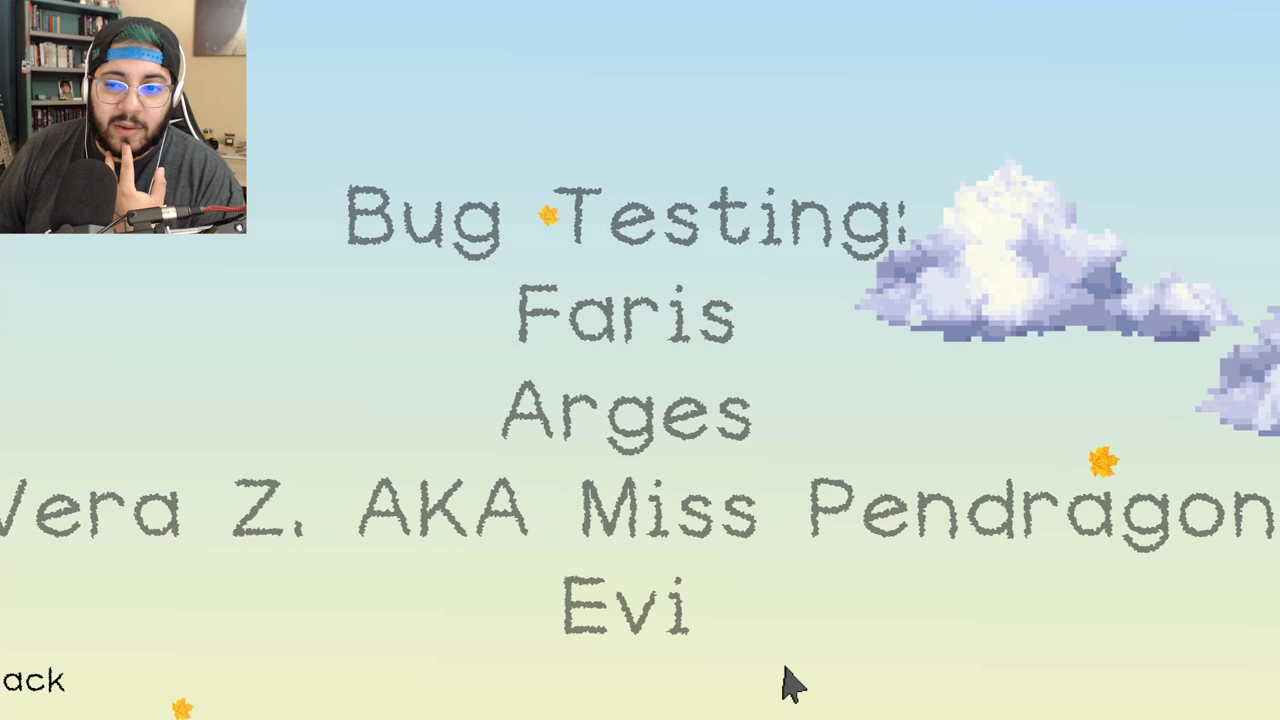 Bug Testing:
Faris
Arges
Vera Z. AKA Miss Pendragon
Evi
ack